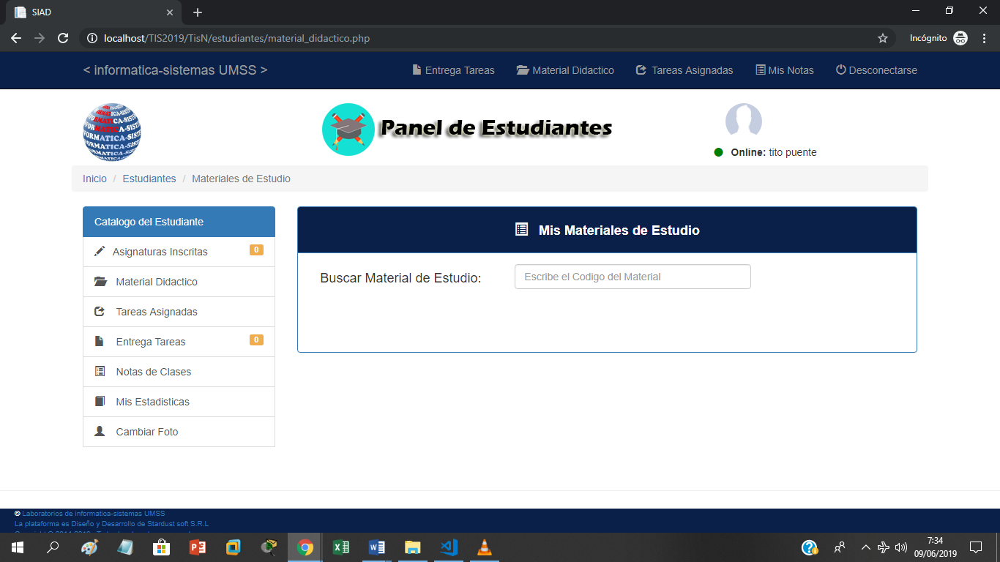 SIAD
localhost/TIS2019/TisN/estudiantes/material_didactico.php
Incógnito
< informatica-sistemas UMSS >
Entrega Tareas
Material Didactico
Tareas Asignadas
Mis Notas
Desconectarse
Panel de Estudiantes
Online: tito puente
Inicio / Estudiantes / Materiales de Estudio
Catalogo del Estudiante
Asignaturas Inscritas 0
Material Didactico
Tareas Asignadas
Entrega Tareas 0
Notas de Clases
Mis Estadisticas
Cambiar Foto
Mis Materiales de Estudio
Buscar Material de Estudio:
Escribe el Codigo del Material
© Laboratorios de informatica-sistemas UMSS
La plataforma es Diseño y Desarrollo de Stardust soft S.R.L
7:34
09/06/2019